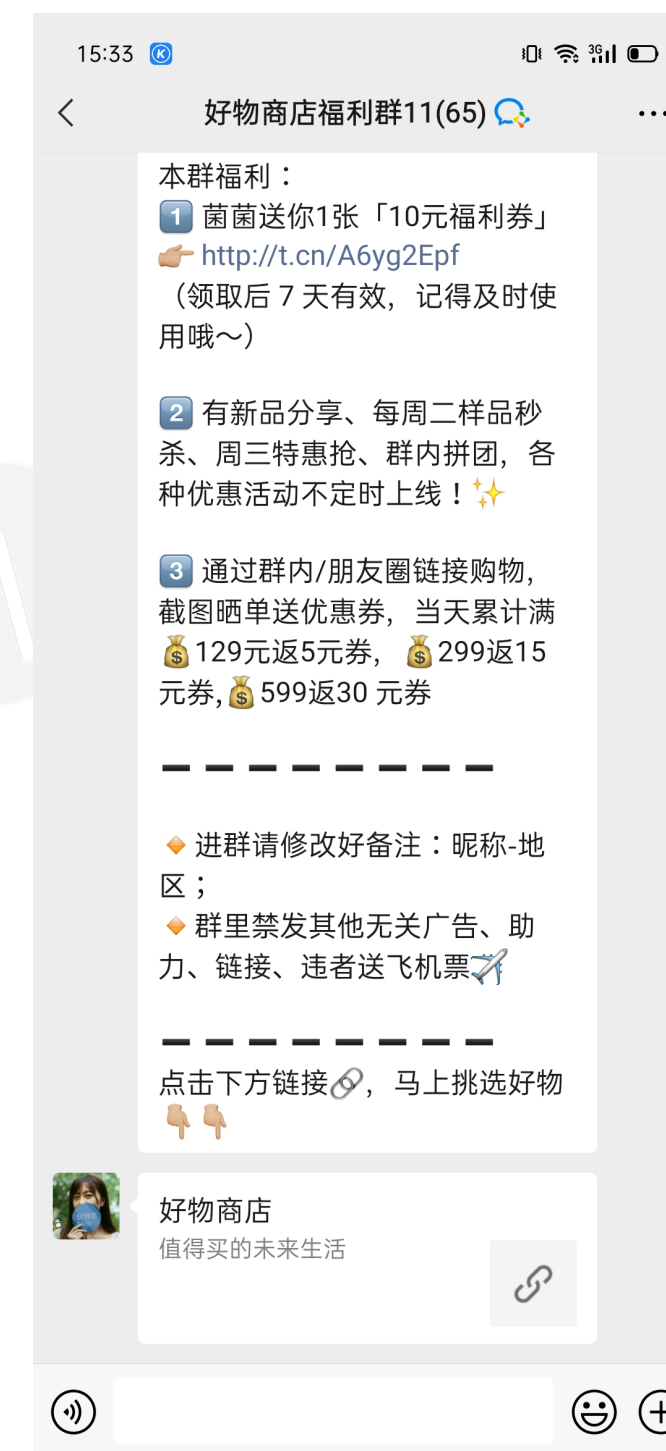 15:33
3G
好物商店福利群11(65)
本群福利：
1 菌菌送你1张「10元福利券」
👉🏼 http://t.cn/A6yg2Epf
（领取后 7 天有效，记得及时使
用哦～）
2 有新品分享、每周二样品秒
杀、周三特惠抢、群内拼团，各
种优惠活动不定时上线！✨
3 通过群内/朋友圈链接购物，
截图晒单送优惠券，当天累计满
💰129元返5元券，💰299返15
元券,💰599返30 元券
➖➖➖➖➖➖➖➖
🔸进群请修改好备注：昵称-地
区；
🔸群里禁发其他无关广告、助
力、链接、违者送飞机票✈️
➖➖➖➖➖➖➖➖
点击下方链接🔗，马上挑选好物
👇🏼👇🏼
好物商店
值得买的未来生活